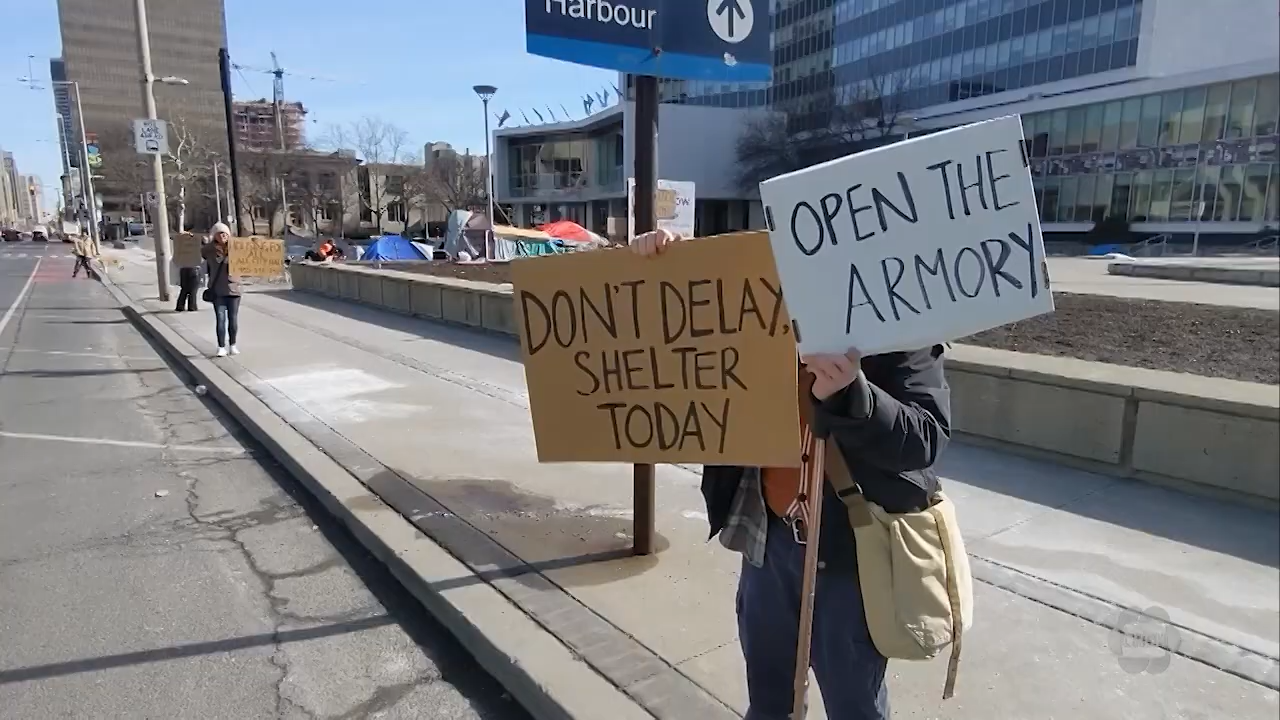 Harbour
OPEN THE
ARMORY
DON'T DELAY,
SHELTER
TODAY